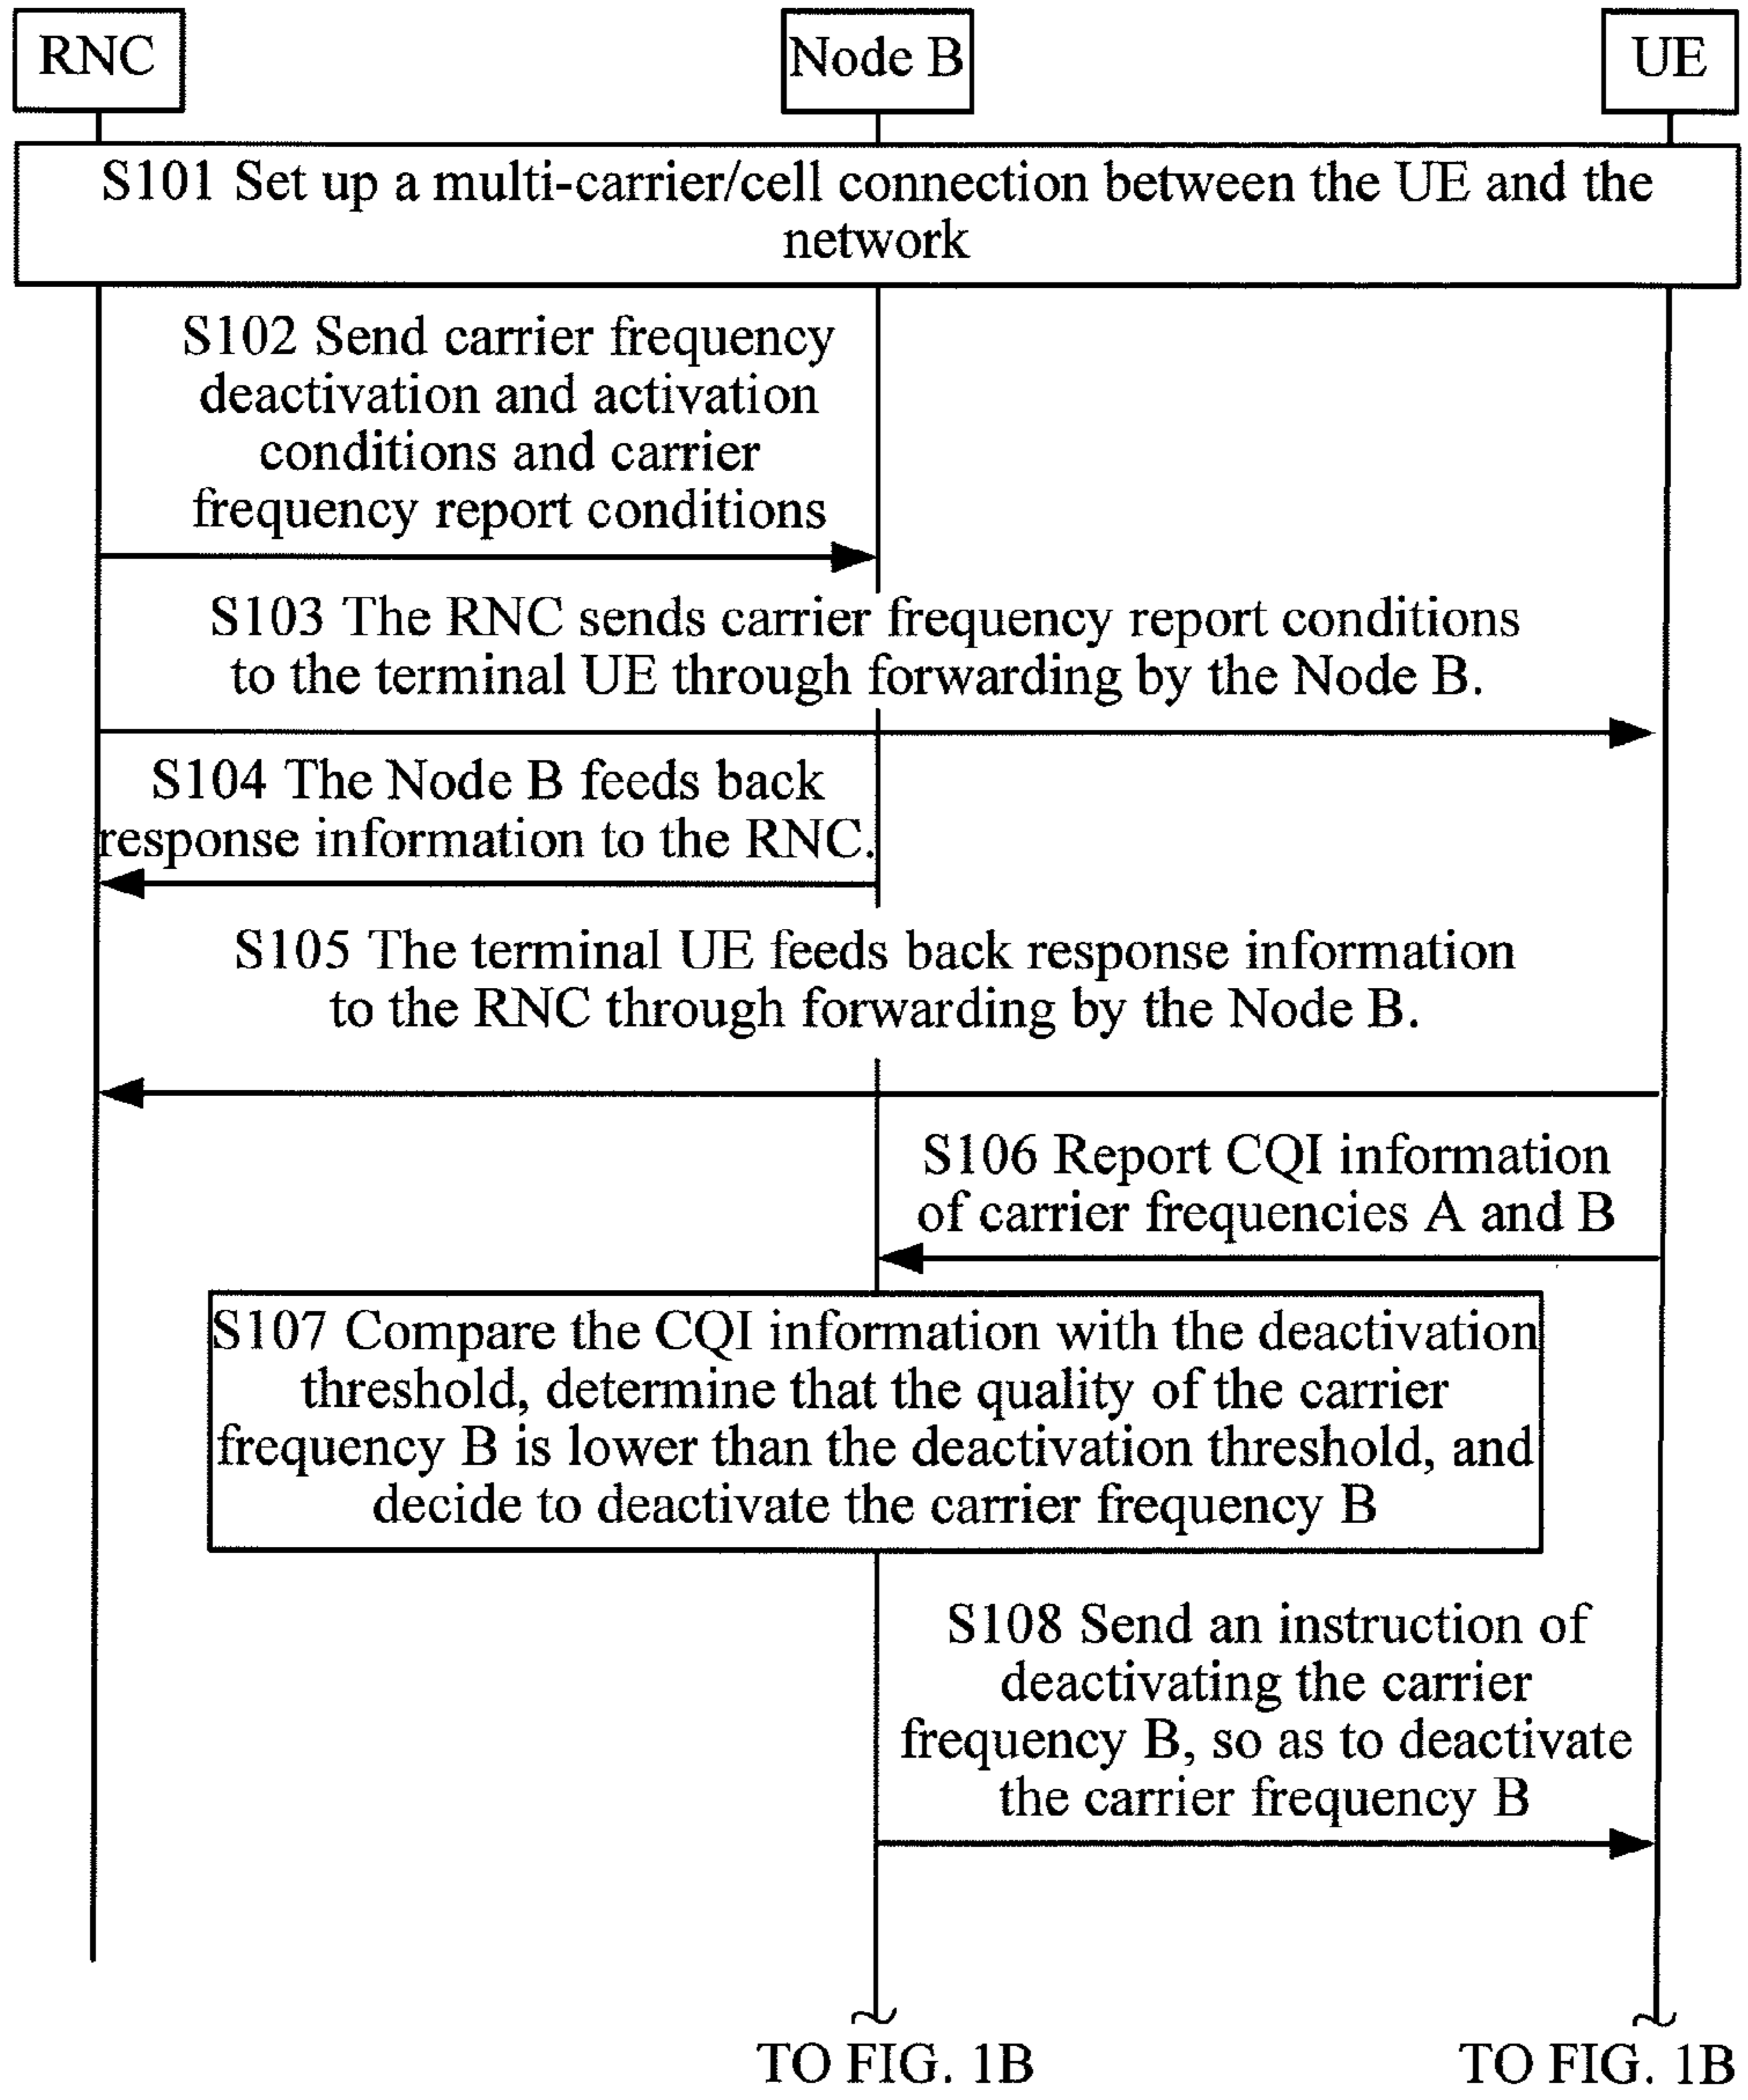 RNC
Node B
UE
S101 Set up a multi-carrier/cell connection between the UE and the
network
S102 Send carrier frequency
deactivation and activation
conditions and carrier
frequency report conditions
S103 The RNC sends carrier frequency report conditions
to the terminal UE through forwarding by the Node B.
S104 The Node B feeds back
response information to the RNC.
S105 The terminal UE feeds back response information
to the RNC through forwarding by the Node B.
S106 Report CQI information
of carrier frequencies A and B
S107 Compare the CQI information with the deactivation
threshold, determine that the quality of the carrier
frequency B is lower than the deactivation threshold, and
decide to deactivate the carrier frequency B
S108 Send an instruction of
deactivating the carrier
frequency B, so as to deactivate
the carrier frequency B
TO FIG. 1B
TO FIG. 1B